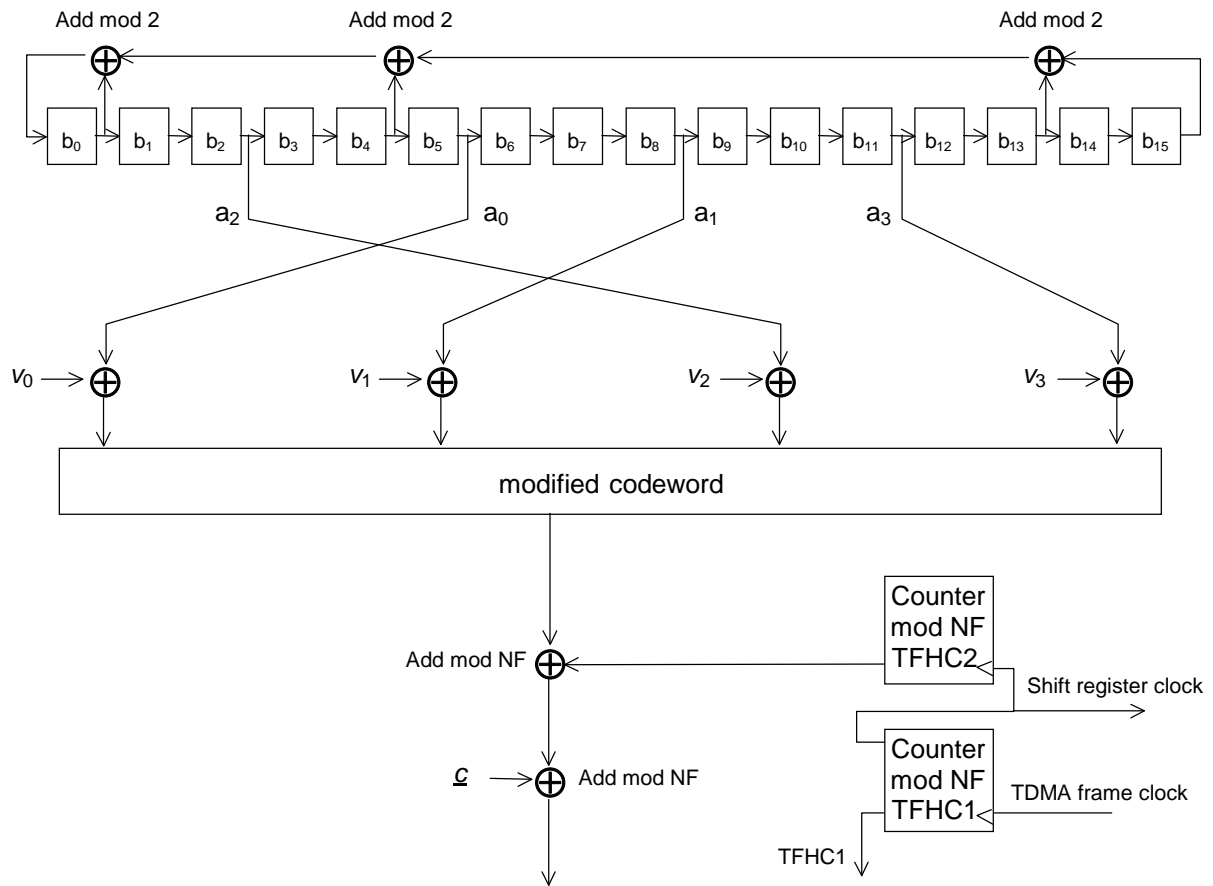 Add mod 2 Add mod 2 Add mod 2
b₀ b₁ b₂ b₃ b₄ b₅ b₆ b₇ b₈ b₉ b₁₀ b₁₁ b₁₂ b₁₃ b₁₄ b₁₅
a₂ a₀ a₁ a₃
v₀ v₁ v₂ v₃
modified codeword
Counter
mod NF
TFHC2
Add mod NF
Shift register clock
Counter
mod NF
TFHC1
c Add mod NF
TDMA frame clock
TFHC1